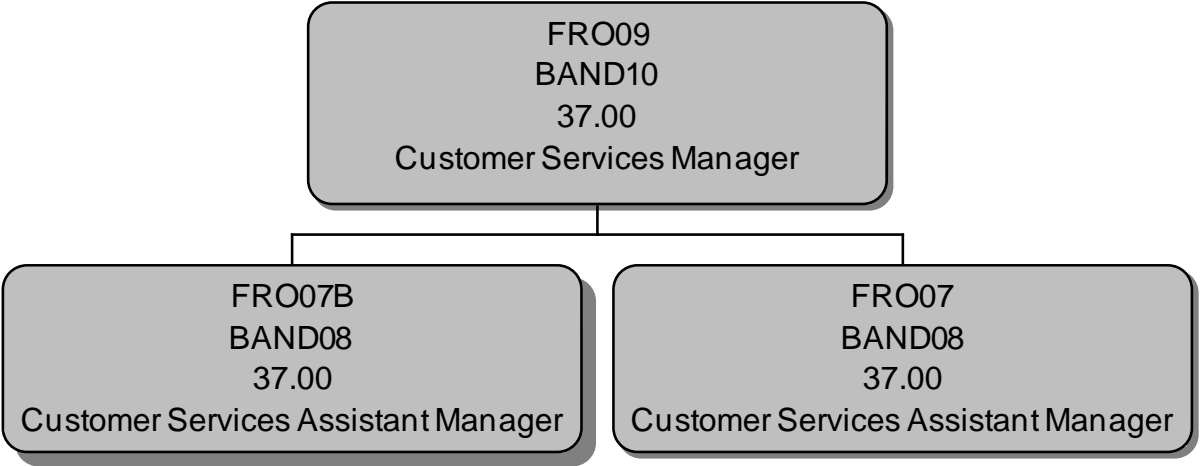 FRO09
BAND10
37.00
Customer Services Manager
FRO07B
BAND08
37.00
Customer Services Assistant Manager
FRO07
BAND08
37.00
Customer Services Assistant Manager